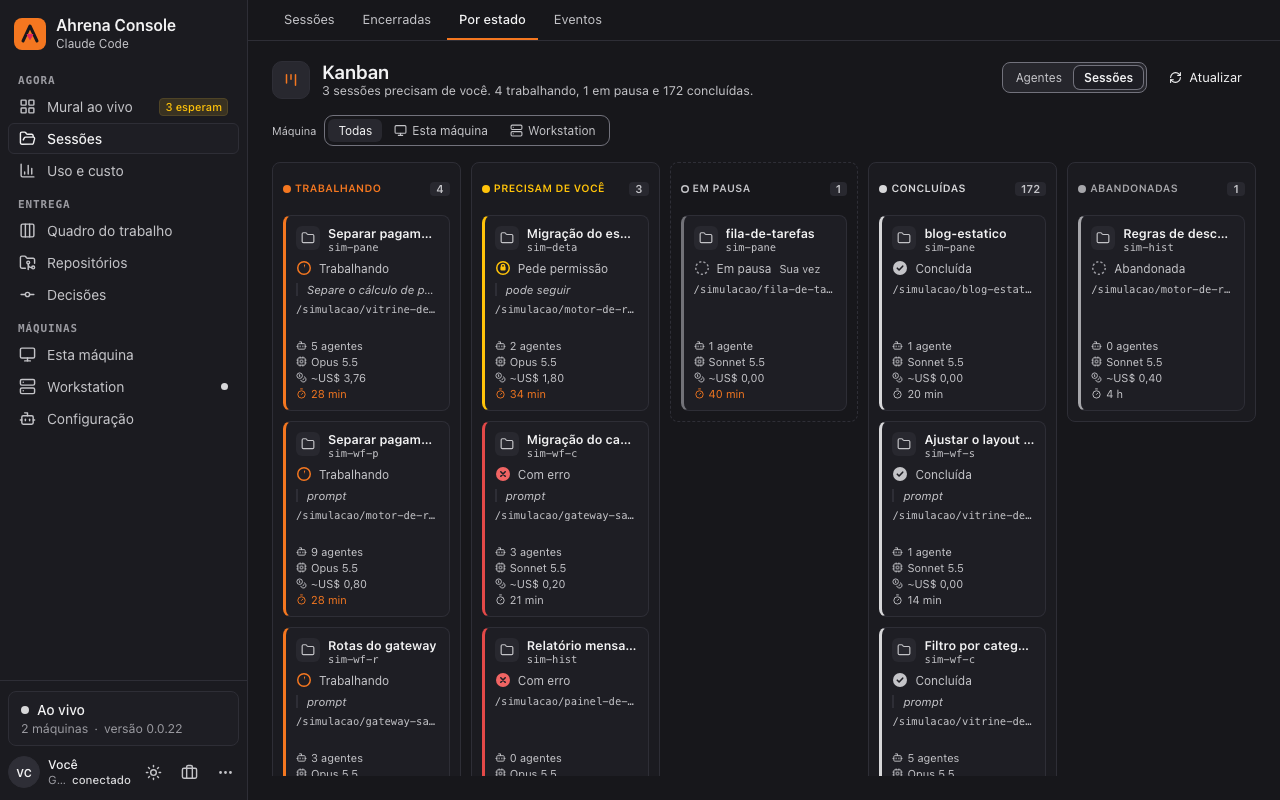 Ahrena Console
Claude Code
AGORA
Mural ao vivo
3 esperam
Sessões
Uso e custo
ENTREGA
Quadro do trabalho
Repositórios
Decisões
MÁQUINAS
Esta máquina
Workstation
Configuração
Ao vivo
2 máquinas · versão 0.0.22
VC
Você
G... conectado
Sessões
Encerradas
Por estado
Eventos
Kanban
3 sessões precisam de você. 4 trabalhando, 1 em pausa e 172 concluídas.
Agentes
Sessões
Atualizar
Máquina
Todas
Esta máquina
Workstation
TRABALHANDO 4
Separar pagam...
sim-pane
Trabalhando
Separe o cálculo de p...
/simulacao/vitrine-de…
5 agentes
Opus 5.5
~US$ 3,76
28 min
Separar pagam...
sim-wf-p
Trabalhando
prompt
/simulacao/motor-de-r…
9 agentes
Opus 5.5
~US$ 0,80
28 min
Rotas do gateway
sim-wf-r
Trabalhando
prompt
/simulacao/gateway-sa…
3 agentes
Opus 5.5
PRECISAM DE VOCÊ 3
Migração do es...
sim-deta
Pede permissão
pode seguir
/simulacao/motor-de-r…
2 agentes
Opus 5.5
~US$ 1,80
34 min
Migração do ca...
sim-wf-c
Com erro
prompt
/simulacao/gateway-sa…
3 agentes
Sonnet 5.5
~US$ 0,20
21 min
Relatório mensa...
sim-hist
Com erro
/simulacao/painel-de-…
0 agentes
Opus 5.5
EM PAUSA 1
fila-de-tarefas
sim-pane
Em pausa Sua vez
/simulacao/fila-de-ta…
1 agente
Sonnet 5.5
~US$ 0,00
40 min
CONCLUÍDAS 172
blog-estatico
sim-pane
Concluída
/simulacao/blog-estat…
1 agente
Sonnet 5.5
~US$ 0,00
20 min
Ajustar o layout ...
sim-wf-s
Concluída
prompt
/simulacao/vitrine-de…
1 agente
Sonnet 5.5
~US$ 0,00
14 min
Filtro por categ...
sim-wf-c
Concluída
prompt
/simulacao/vitrine-de…
5 agentes
Opus 5.5
ABANDONADAS 1
Regras de desc...
sim-hist
Abandonada
/simulacao/motor-de-r…
0 agentes
Sonnet 5.5
~US$ 0,40
4 h